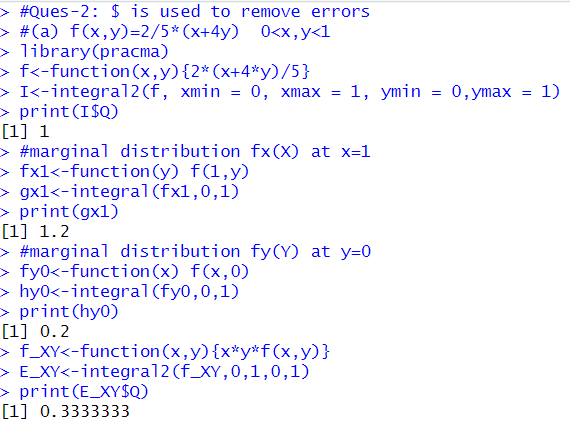 > #Ques-2: $ is used to remove errors
> #(a) f(x,y)=2/5*(x+4y)  0<x,y<1
> library(pracma)
> f<-function(x,y){2*(x+4*y)/5}
> I<-integral2(f, xmin = 0, xmax = 1, ymin = 0,ymax = 1)
> print(I$Q)
[1] 1
> #marginal distribution fx(X) at x=1
> fx1<-function(y) f(1,y)
> gx1<-integral(fx1,0,1)
> print(gx1)
[1] 1.2
> #marginal distribution fy(Y) at y=0
> fy0<-function(x) f(x,0)
> hy0<-integral(fy0,0,1)
> print(hy0)
[1] 0.2
> f_XY<-function(x,y){x*y*f(x,y)}
> E_XY<-integral2(f_XY,0,1,0,1)
> print(E_XY$Q)
[1] 0.3333333